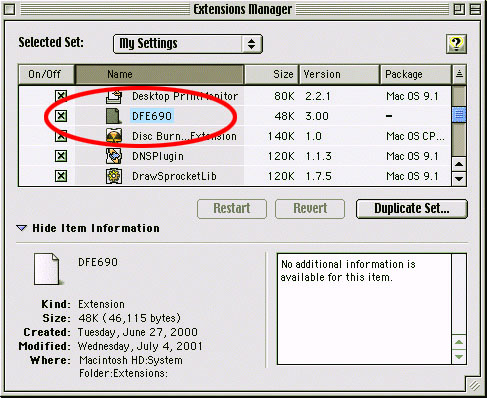 Extensions Manager
Selected Set: My Settings
On/Off Name Size Version Package
Desktop PrintMonitor 80K 2.2.1 Mac OS 9.1
DFE690 48K 3.00 –
Disc Burn...Extension 140K 1.0 Mac OS CP...
DNSPlugin 120K 1.1.3 Mac OS 9.1
DrawSprocketLib 120K 1.7.5 Mac OS 9.1
Restart Revert Duplicate Set...
Hide Item Information
DFE690
No additional information is
available for this item.
Kind: Extension
Size: 48K (46,115 bytes)
Created: Tuesday, June 27, 2000
Modified: Wednesday, July 4, 2001
Where: Macintosh HD:System
Folder:Extensions: